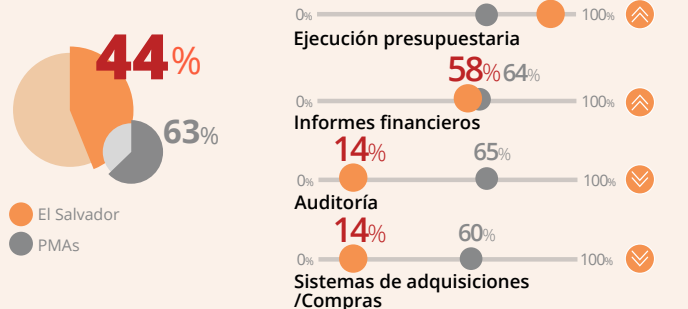 44%
63%
El Salvador
PMAs
0% 100%
Ejecución presupuestaria
58% 64%
0% 100%
Informes financieros
14% 65%
0% 100%
Auditoría
14% 60%
0% 100%
Sistemas de adquisiciones
/Compras